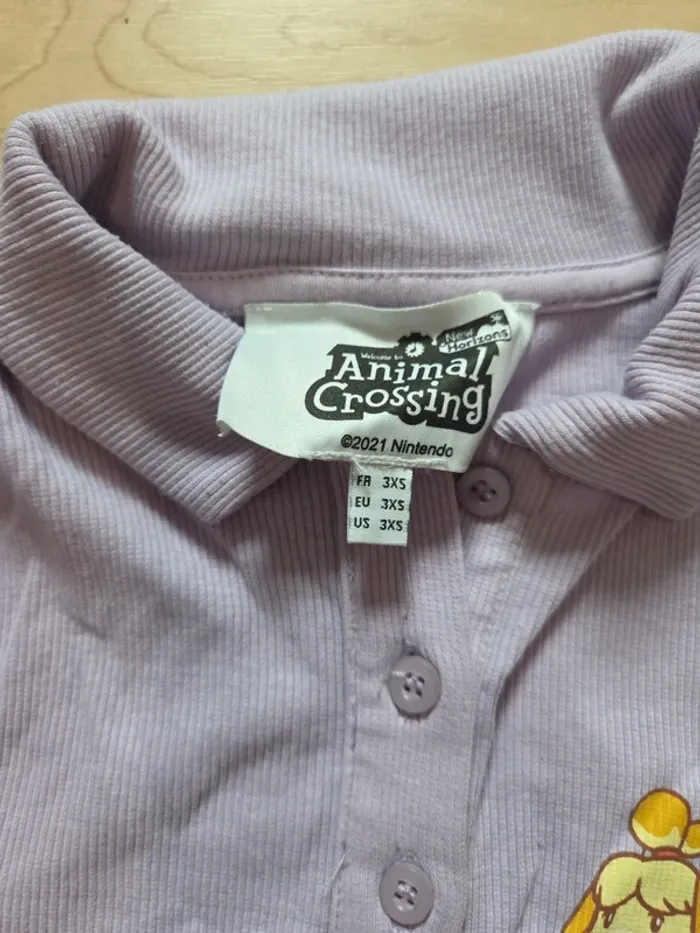 New
Horizons
Welcome to
Animal
Crossing
©2021 Nintendo
FR 3XS
EU 3XS
US 3XS